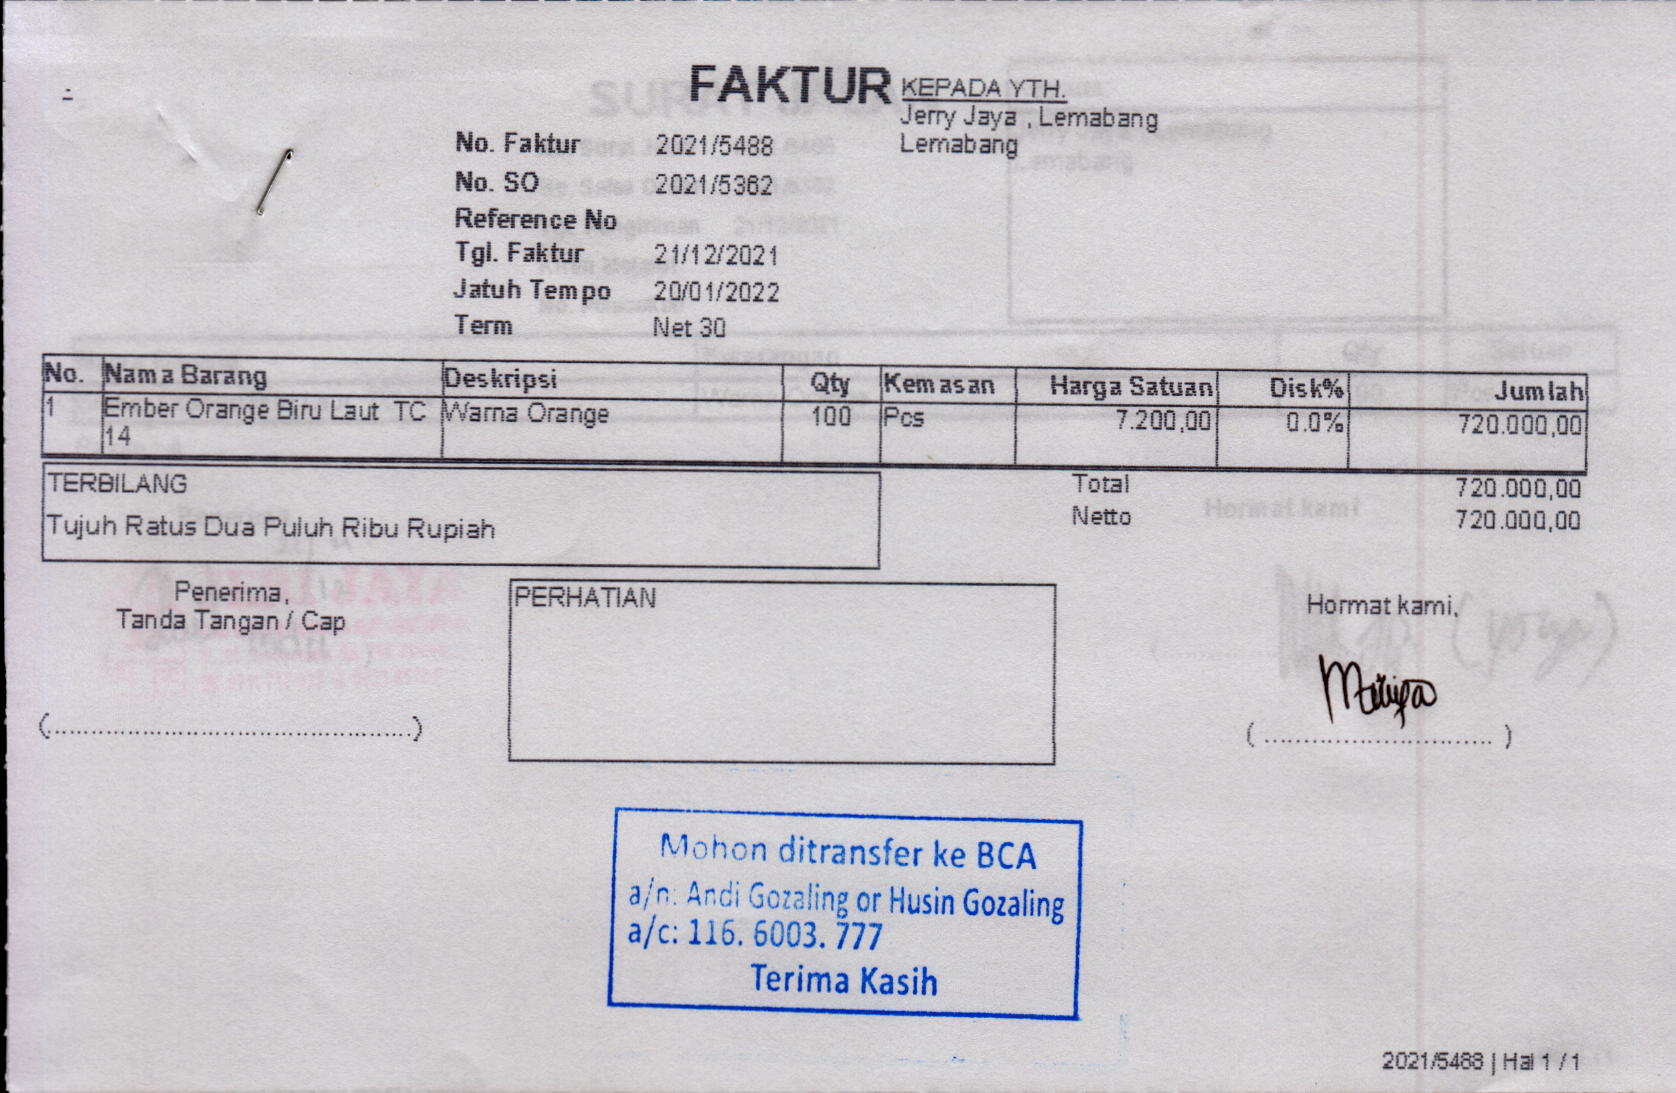 FAKTUR
KEPADA YTH.
Jerry Jaya , Lemabang
Lemabang
No. Faktur 2021/5488
No. SO 2021/5362
Reference No
Tgl. Faktur 21/12/2021
Jatuh Tempo 20/01/2022
Term Net 30
No. Nama Barang Deskripsi Qty Kemasan Harga Satuan Disk% Jumlah
1 Ember Orange Biru Laut TC Warna Orange 100 Pcs 7.200,00 0.0% 720.000,00
14
TERBILANG
Tujuh Ratus Dua Puluh Ribu Rupiah
Total 720.000,00
Netto 720.000,00
Penerima,
Tanda Tangan / Cap
(..............................................)
PERHATIAN
Hormat kami,
( ............................. )
Mohon ditransfer ke BCA
a/n: Andi Gozaling or Husin Gozaling
a/c: 116. 6003. 777
Terima Kasih
2021/5488 | Hal 1 / 1